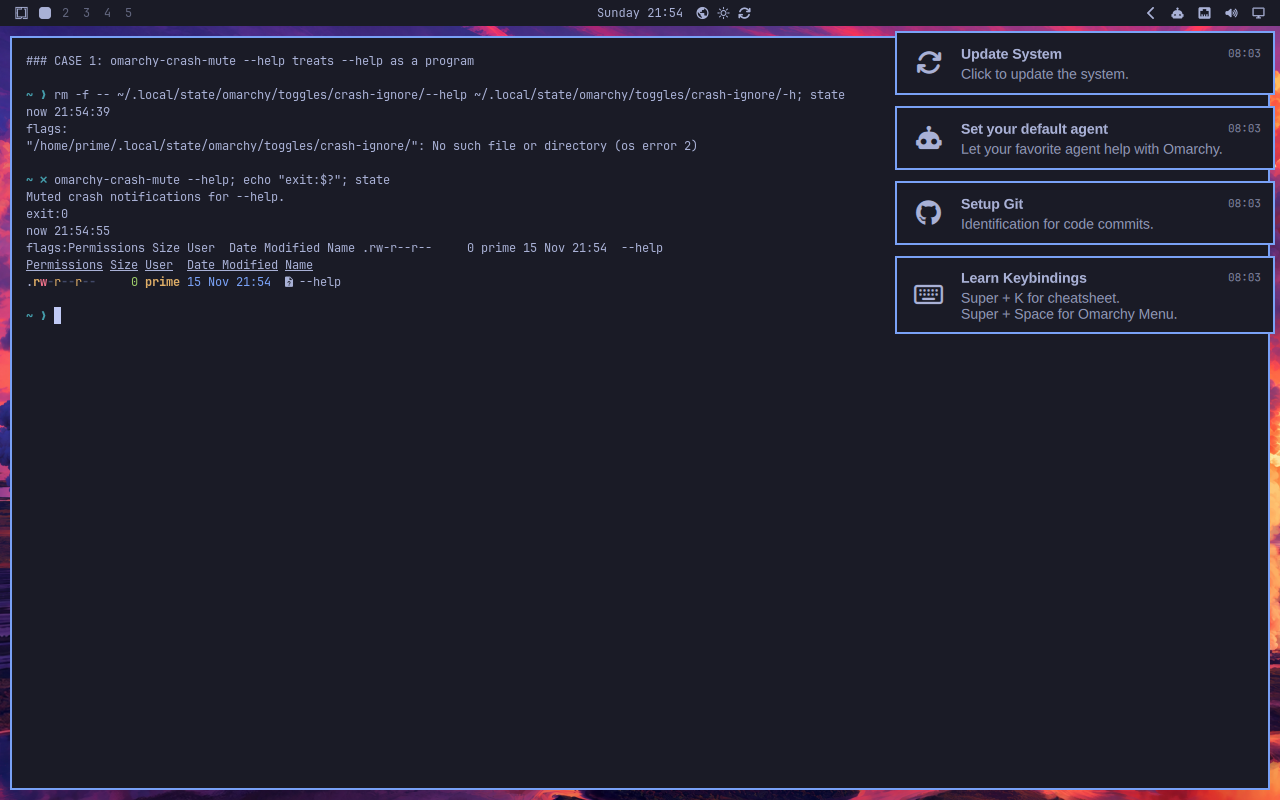 2 3 4 5
Sunday 21:54
### CASE 1: omarchy-crash-mute --help treats --help as a program
~ ❯ rm -f -- ~/.local/state/omarchy/toggles/crash-ignore/--help ~/.local/state/omarchy/toggles/crash-ignore/-h; state
now 21:54:39
flags:
"/home/prime/.local/state/omarchy/toggles/crash-ignore/": No such file or directory (os error 2)
~ × omarchy-crash-mute --help; echo "exit:$?"; state
Muted crash notifications for --help.
exit:0
now 21:54:55
flags:Permissions Size User  Date Modified Name .rw-r--r--     0 prime 15 Nov 21:54  --help
Permissions Size User  Date Modified Name
.rw-r--r--     0 prime 15 Nov 21:54  --help
~ ❯
Update System 08:03
Click to update the system.
Set your default agent 08:03
Let your favorite agent help with Omarchy.
Setup Git 08:03
Identification for code commits.
Learn Keybindings 08:03
Super + K for cheatsheet.
Super + Space for Omarchy Menu.